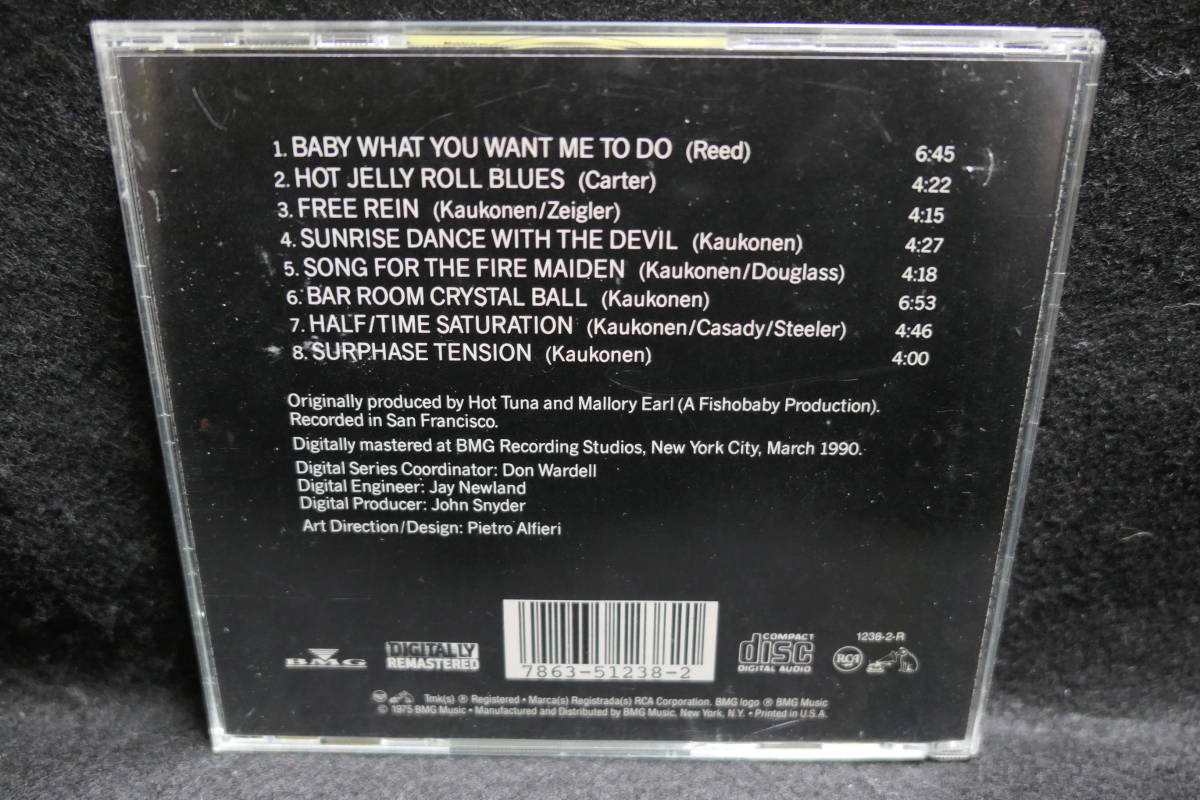 1. BABY WHAT YOU WANT ME TO DO (Reed) 6:45
2. HOT JELLY ROLL BLUES (Carter) 4:22
3. FREE REIN (Kaukonen/Zeigler) 4:15
4. SUNRISE DANCE WITH THE DEVIL (Kaukonen) 4:27
5. SONG FOR THE FIRE MAIDEN (Kaukonen/Douglass) 4:18
6. BAR ROOM CRYSTAL BALL (Kaukonen) 6:53
7. HALF/TIME SATURATION (Kaukonen/Casady/Steeler) 4:46
8. SURPHASE TENSION (Kaukonen) 4:00
Originally produced by Hot Tuna and Mallory Earl (A Fishobaby Production).
Recorded in San Francisco.
Digitally mastered at BMG Recording Studios, New York City, March 1990.
Digital Series Coordinator: Don Wardell
Digital Engineer: Jay Newland
Digital Producer: John Snyder
Art Direction/Design: Pietro Alfieri
BMG
DIGITALLY
REMASTERED
7863-51238-2
COMPACT
disc
DIGITAL AUDIO
1238-2-R
RCA
Tmk(s) ® Registered • Marca(s) Registrada(s) RCA Corporation. BMG logo ® BMG Music
© 1975 BMG Music • Manufactured and Distributed by BMG Music, New York, N.Y. • Printed in U.S.A.